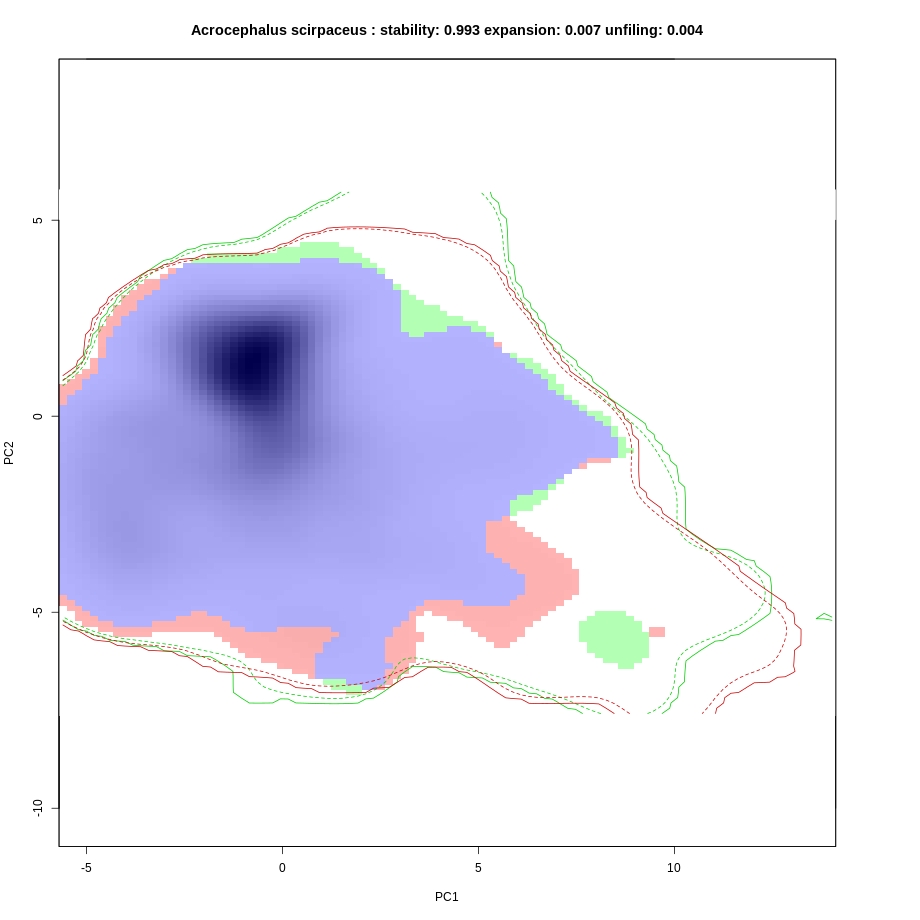 Acrocephalus scirpaceus : stability: 0.993 expansion: 0.007 unfiling: 0.004
5
0
-5
-10
PC2
-5 0 5 10
PC1